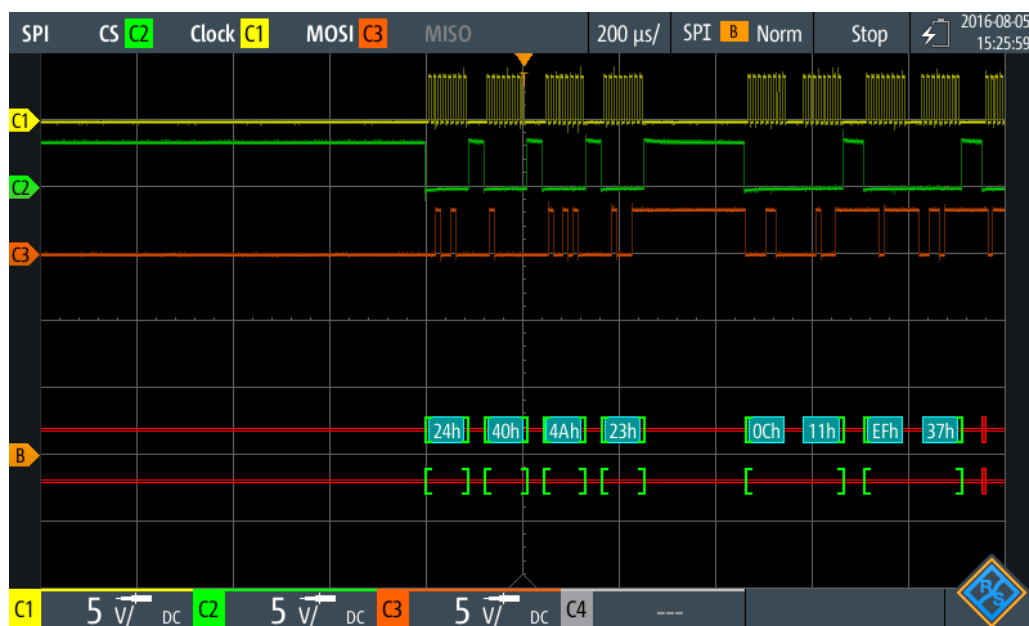 SPI CS C2 Clock C1 MOSI C3 MISO 200 µs/ SPI B Norm Stop 2016-08-05
15:25:59
T
C1
C2
C3
24h 40h 4Ah 23h 0Ch 11h EFh 37h
B
C1 5 V/ DC C2 5 V/ DC C3 5 V/ DC C4 ---
R S